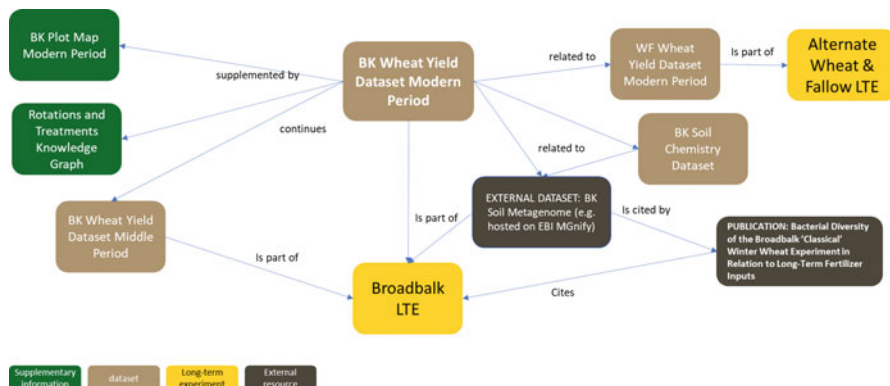 BK Plot Map
Modern Period
supplemented by
Rotations and
Treatments
Knowledge
Graph
continues
BK Wheat Yield
Dataset Modern
Period
related to
WF Wheat
Yield Dataset
Modern Period
Is part of
Alternate
Wheat &
Fallow LTE
related to
BK Soil
Chemistry
Dataset
BK Wheat Yield
Dataset Middle
Period
Is part of
Is part of
EXTERNAL DATASET: BK
Soil Metagenome (e.g.
hosted on EBI MGnify)
Is cited by
PUBLICATION: Bacterial Diversity
of the Broadbalk 'Classical'
Winter Wheat Experiment in
Relation to Long-Term Fertilizer
Inputs
Broadbalk
LTE
Cites
Supplementary
information
dataset
Long-term
experiment
External
resource